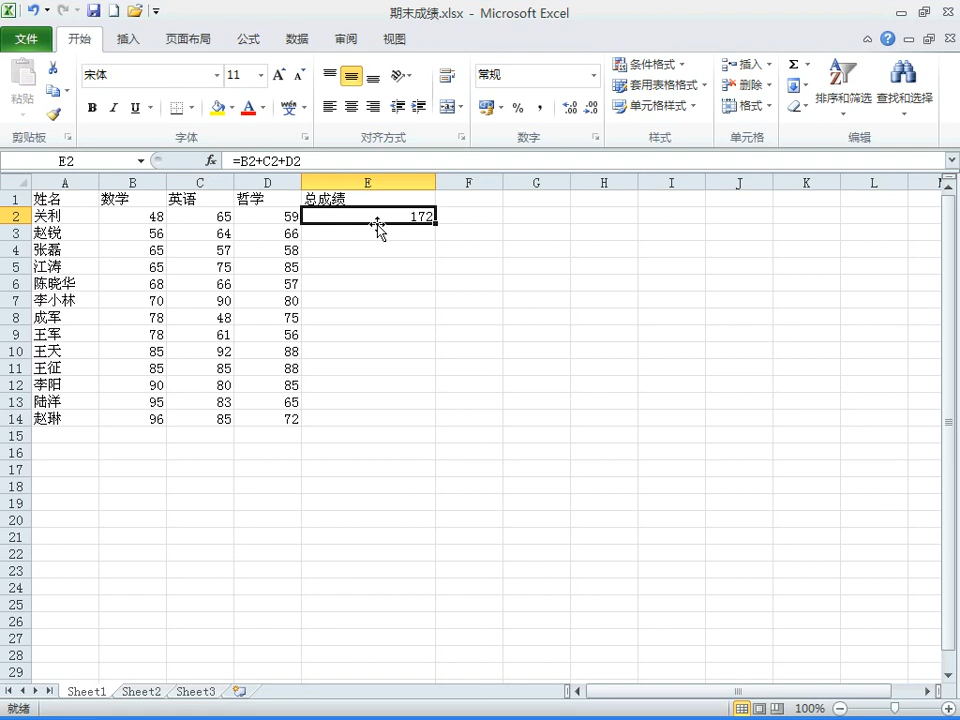 期末成绩.xlsx - Microsoft Excel
文件 开始 插入 页面布局 公式 数据 审阅 视图
粘贴 宋体 11 常规 条件格式 套用表格格式 单元格样式 插入 删除 格式 排序和筛选 查找和选择
剪贴板 字体 对齐方式 数字 样式 单元格 编辑
E2 fx =B2+C2+D2
A B C D E F G H I J K L
1 姓名 数学 英语 哲学 总成绩
2 关利 48 65 59 172
3 赵锐 56 64 66
4 张磊 65 57 58
5 江涛 65 75 85
6 陈晓华 68 66 57
7 李小林 70 90 80
8 成军 78 48 75
9 王军 78 61 56
10 王天 85 92 88
11 王征 85 85 88
12 李阳 90 80 85
13 陆洋 95 83 65
14 赵琳 96 85 72
15
16
17
18
19
20
21
22
23
24
25
26
27
28
29
Sheet1 Sheet2 Sheet3
就绪 100%